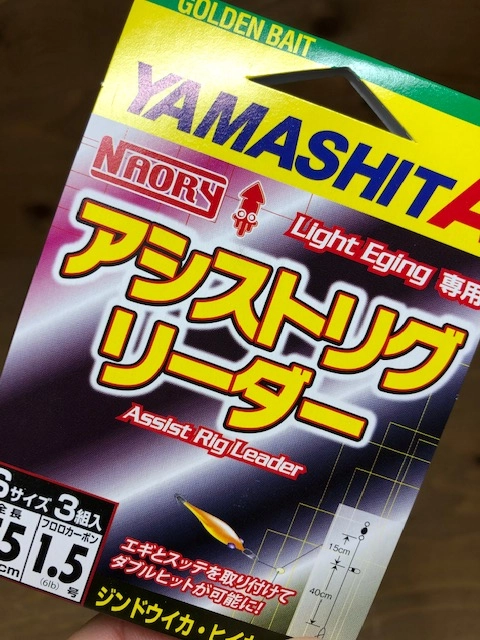 GOLDEN BAIT
YAMASHITA
NAORY
Light Eging 専用
アシストリグ
リーダー
Assist Rig Leader
Sサイズ 3組入
全長
5
cm
フロロカーボン
1.5
(6lb)
号
エギとスッテを取り付けて
ダブルヒットが可能に!
15cm
40cm
ジンドウイカ・ヒイカ